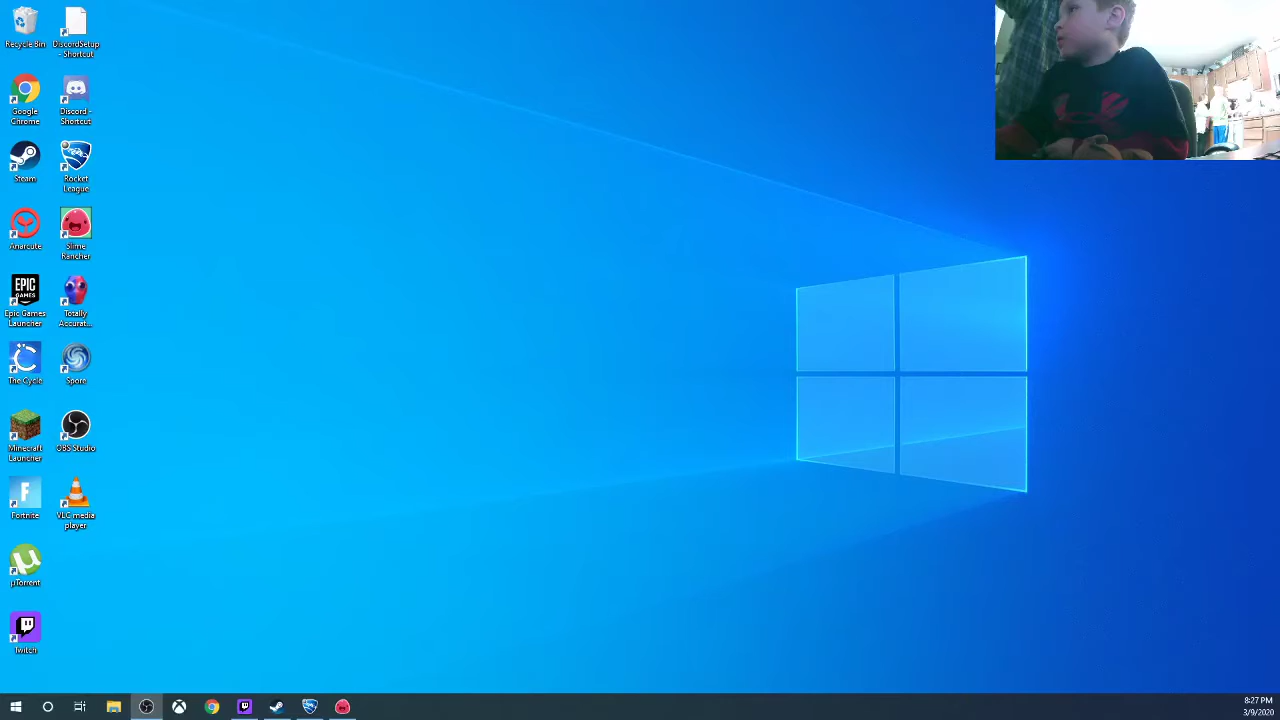 Recycle Bin
DiscordSetup
- Shortcut
Google
Chrome
Discord -
Shortcut
Steam
Rocket
League
Anarcute
Slime
Rancher
EPIC
GAMES
Epic Games
Launcher
Totally
Accurat...
The Cycle
Spore
Minecraft
Launcher
OBS Studio
F
Fortnite
VLC media
player
µ
µTorrent
Twitch
8:27 PM
3/9/2020